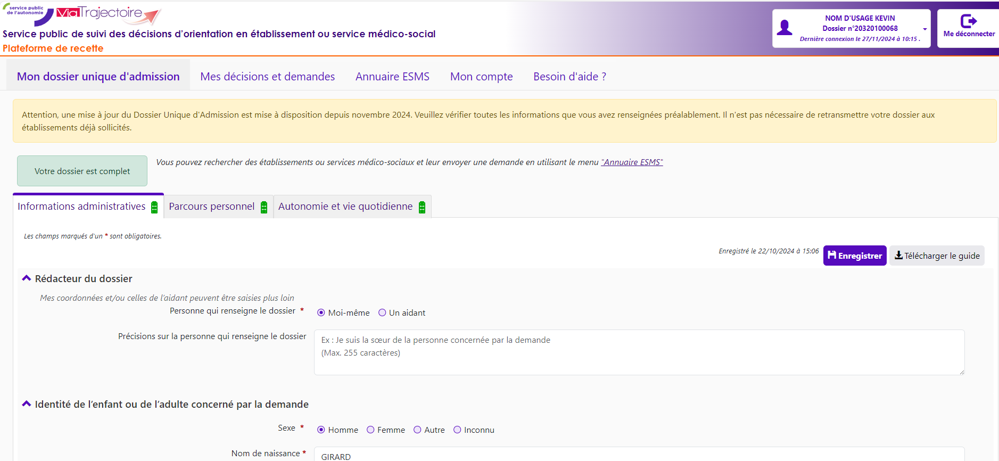 service public
de l'autonomie
ViaTrajectoire
Service public de suivi des décisions d’orientation en établissement ou service médico-social
Plateforme de recette
NOM D'USAGE KEVIN
Dossier n°20320100068
Dernière connexion le 27/11/2024 à 10:15 .
Me déconnecter
Mon dossier unique d'admission
Mes décisions et demandes
Annuaire ESMS
Mon compte
Besoin d'aide ?
Attention, une mise à jour du Dossier Unique d'Admission est mise à disposition depuis novembre 2024. Veuillez vérifier toutes les informations que vous avez renseignées préalablement. Il n'est pas nécessaire de retransmettre votre dossier aux
établissements déjà sollicités.
Votre dossier est complet
Vous pouvez rechercher des établissements ou services médico-sociaux et leur envoyer une demande en utilisant le menu "Annuaire ESMS"
Informations administratives
Parcours personnel
Autonomie et vie quotidienne
Les champs marqués d'un * sont obligatoires.
Enregistré le 22/10/2024 à 15:06
Enregistrer
Télécharger le guide
Rédacteur du dossier
Mes coordonnées et/ou celles de l’aidant peuvent être saisies plus loin
Personne qui renseigne le dossier *
Moi-même
Un aidant
Précisions sur la personne qui renseigne le dossier
Ex : Je suis la sœur de la personne concernée par la demande
(Max. 255 caractères)
Identité de l’enfant ou de l’adulte concerné par la demande
Sexe *
Homme
Femme
Autre
Inconnu
Nom de naissance *
GIRARD